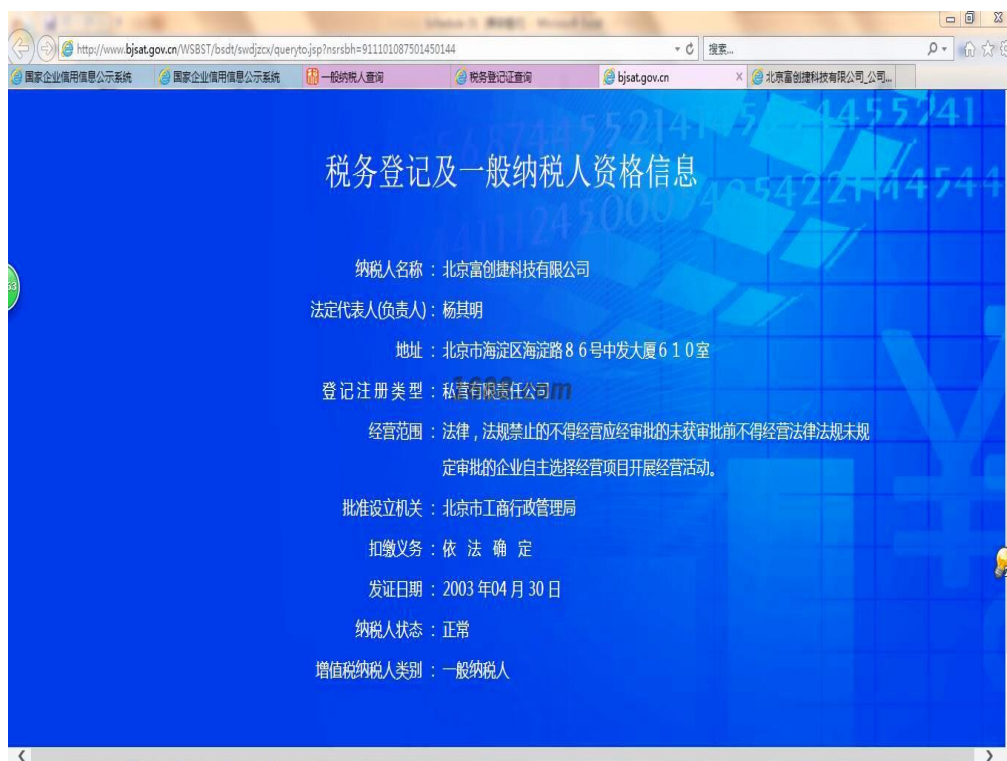 http://www.bjsat.gov.cn/WSBST/bsdt/swdjzcx/queryto.jsp?nsrsbh=911101087501450144
搜索...
国家企业信用信息公示系统
国家企业信用信息公示系统
一般纳税人查询
税务登记证查询
bjsat.gov.cn
北京富创捷科技有限公司_公司...
税务登记及一般纳税人资格信息
纳税人名称 : 北京富创捷科技有限公司
法定代表人(负责人) : 杨其明
地址 : 北京市海淀区海淀路86号中发大厦610室
登记注册类型 : 私营有限责任公司
经营范围 : 法律,法规禁止的不得经营应经审批的未获审批前不得经营法律法规未规
定审批的企业自主选择经营项目开展经营活动。
批准设立机关 : 北京市工商行政管理局
扣缴义务 : 依 法 确 定
发证日期 : 2003 年04 月 30 日
纳税人状态 : 正常
增值税纳税人类别 : 一般纳税人